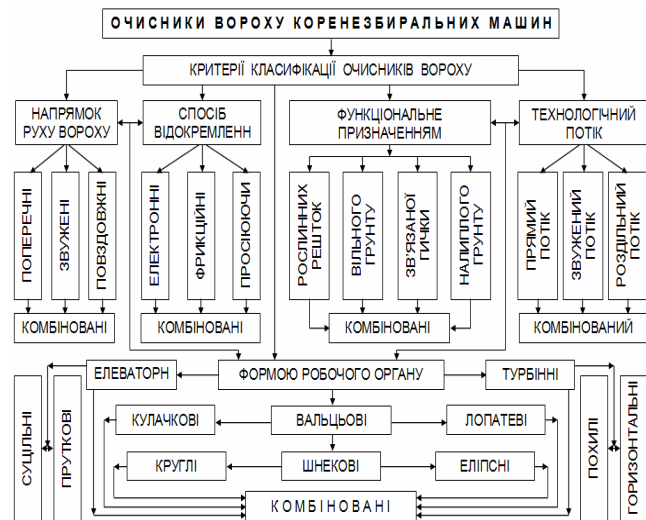 ОЧИСНИКИ ВОРОХУ КОРЕНЕЗБИРАЛЬНИХ МАШИН
КРИТЕРІЇ КЛАСИФІКАЦІЇ ОЧИСНИКІВ ВОРОХУ
НАПРЯМОК
РУХУ ВОРОХУ
СПОСІБ
ВІДОКРЕМЛЕНН
ФУНКЦІОНАЛЬНЕ
ПРИЗНАЧЕННЯМ
ТЕХНОЛОГІЧНИЙ
ПОТІК
ПОПЕРЕЧНІ
ЗВУЖЕНІ
ПОВЗДОВЖНІ
ЕЛЕКТРОННІ
ФРИКЦІЙНІ
ПРОСІЮЮЧИ
РОСЛИННИХ
РЕШТОК
ВІЛЬНОГО
ГРУНТУ
ЗВ'ЯЗАНОЇ
ГИЧКИ
НАЛИПЛОГО
ГРУНТУ
ПРЯМИЙ
ПОТІК
ЗВУЖЕНИЙ
ПОТІК
РОЗДІЛЬНИЙ
ПОТІК
КОМБІНОВАНІ
КОМБІНОВАНІ
КОМБІНОВАНІ
КОМБІНОВАНИЙ
ЕЛЕВАТОРН
ФОРМОЮ РОБОЧОГО ОРГАНУ
ТУРБІННІ
СУЦІЛЬНІ
ПРУТКОВІ
КУЛАЧКОВІ
ВАЛЬЦЬОВІ
ЛОПАТЕВІ
ПОХИЛІ
ГОРИЗОНТАЛЬНІ
КРУГЛІ
ШНЕКОВІ
ЕЛІПСНІ
КОМБІНОВАНІ